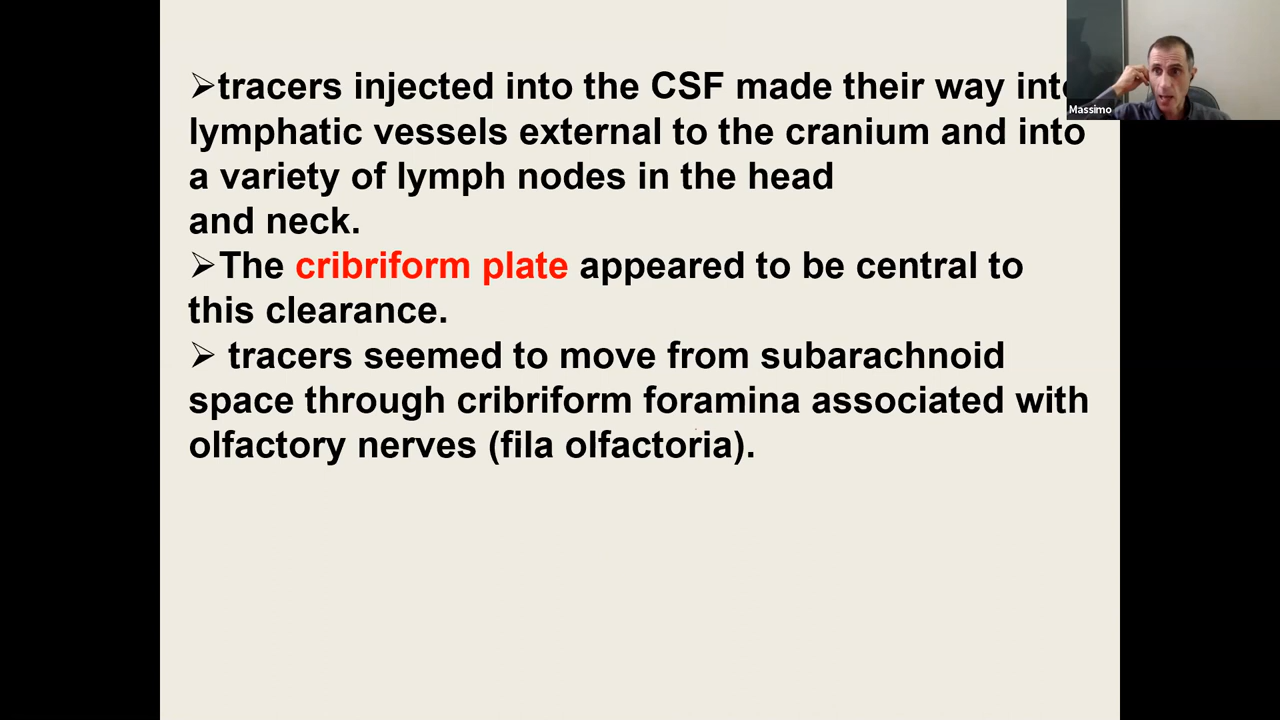 ➢tracers injected into the CSF made their way into
lymphatic vessels external to the cranium and into
a variety of lymph nodes in the head
and neck.
➢The cribriform plate appeared to be central to
this clearance.
➢ tracers seemed to move from subarachnoid
space through cribriform foramina associated with
olfactory nerves (fila olfactoria).
Massimo